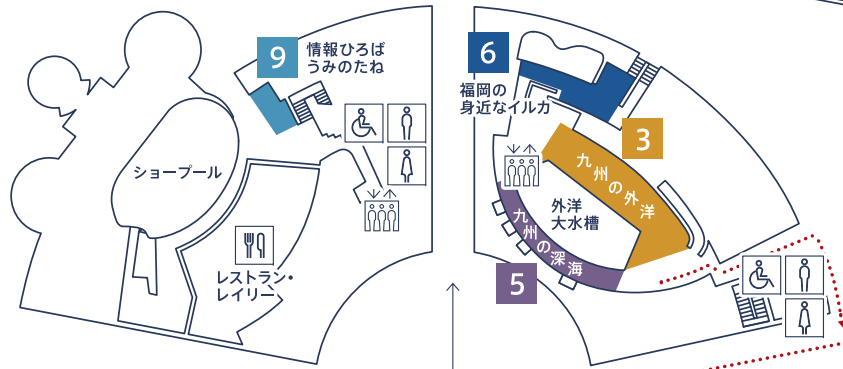 9
情報ひろば
うみのたね
ショープール
レストラン・
レイリー
6
福岡の
身近なイルカ
3
九州の外洋
外洋
大水槽
九州の深海
5